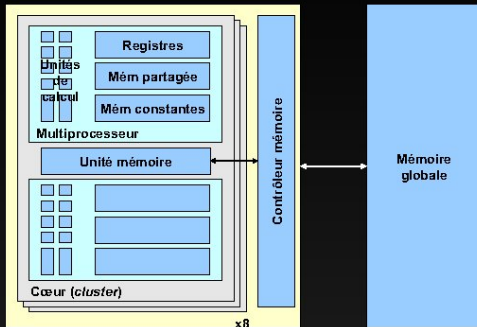 Registres
Unités
de
calcul
Mém partagée
Mém constantes
Multiprocesseur
Unité mémoire
Cœur (cluster)
x8
Contrôleur mémoire
Mémoire
globale